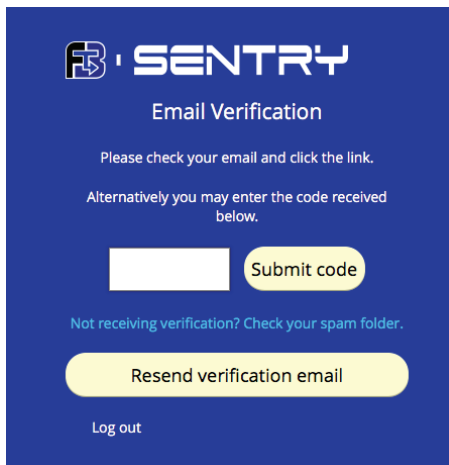 SENTRY
Email Verification
Please check your email and click the link.
Alternatively you may enter the code received
below.
Submit code
Not receiving verification? Check your spam folder.
Resend verification email
Log out